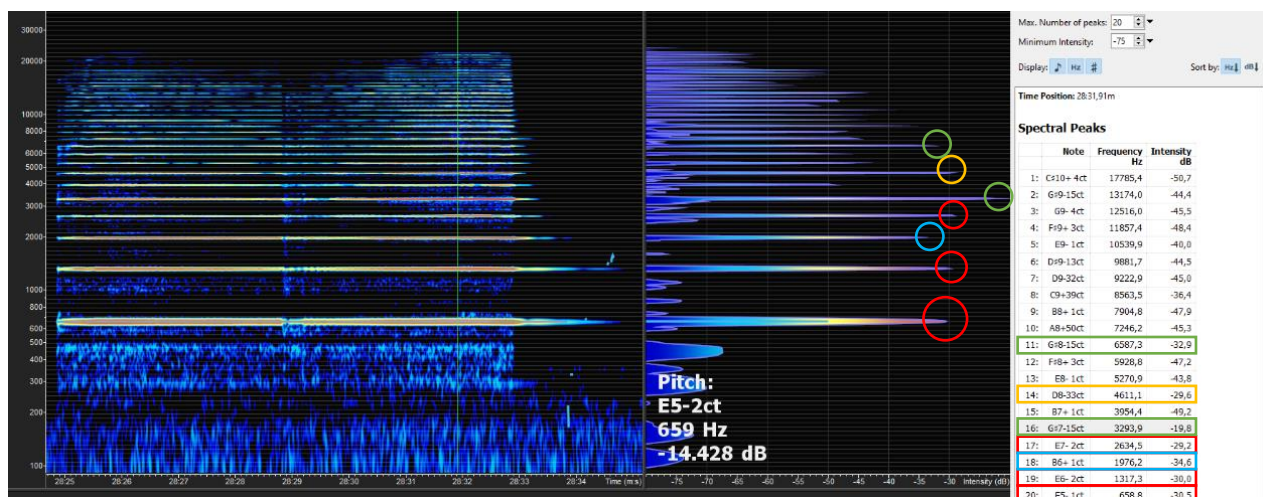 30000
20000
10000
8000
6000
5000
4000
3000
2000
1000
800
600
500
400
300
200
100
28:25 28:26 28:27 28:28 28:29 28:30 28:31 28:32 28:33 28:34 Time (m:s)
Pitch:
E5-2ct
659 Hz
-14.428 dB
-75 -70 -65 -60 -55 -50 -45 -40 -35 -30 Intensity (dB)
Max. Number of peaks: 20
Minimum Intensity: -75
Display: ♪ Hz # Sort by: Hz↓ dB↓
Time Position: 28:31,91m
Spectral Peaks
Note Frequency Intensity
Hz dB
1: C♯10+ 4ct 17785,4 -50,7
2: G♯9-15ct 13174,0 -44,4
3: G9- 4ct 12516,0 -45,5
4: F♯9+ 3ct 11857,4 -48,4
5: E9- 1ct 10539,9 -40,0
6: D♯9-13ct 9881,7 -44,5
7: D9-32ct 9222,9 -45,0
8: C9+39ct 8563,5 -36,4
9: B8+ 1ct 7904,8 -47,9
10: A8+50ct 7246,2 -45,3
11: G♯8-15ct 6587,3 -32,9
12: F♯8+ 3ct 5928,8 -47,2
13: E8- 1ct 5270,9 -43,8
14: D8-33ct 4611,1 -29,6
15: B7+ 1ct 3954,4 -49,2
16: G♯7-15ct 3293,9 -19,8
17: E7- 2ct 2634,5 -29,2
18: B6+ 1ct 1976,2 -34,6
19: E6- 2ct 1317,3 -30,0
20: E5- 1ct 658,8 -30,5